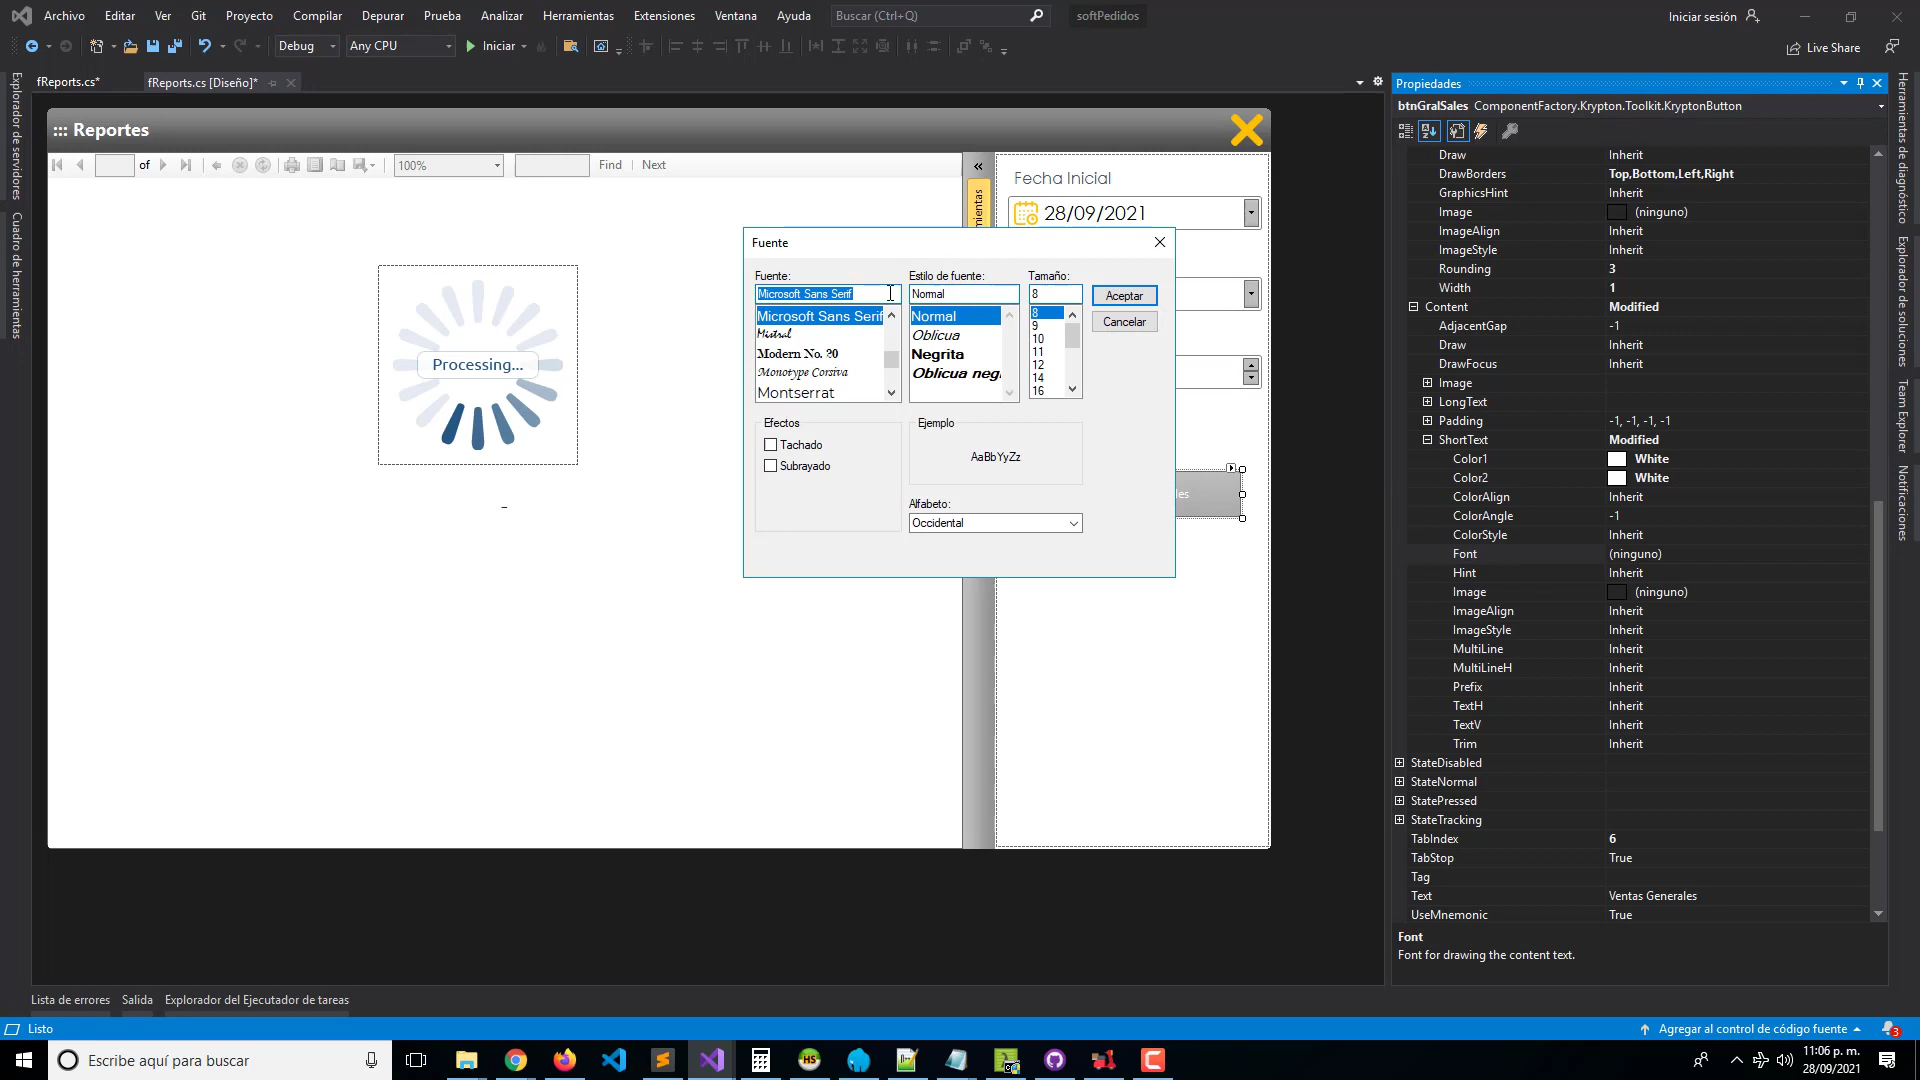 Archivo Editar Ver Git Proyecto Compilar Depurar Prueba Analizar Herramientas Extensiones Ventana Ayuda Buscar (Ctrl+Q) softPedidos Iniciar sesión
Debug Any CPU Iniciar Live Share
fReports.cs* fReports.cs [Diseño]*
Explorador de servidores
Cuadro de herramientas
::: Reportes
of 100% Find Next
Processing...
mientas
Fecha Inicial
28/09/2021
les
Fuente
Fuente: Estilo de fuente: Tamaño:
Microsoft Sans Serif Normal 8
Aceptar
Cancelar
Microsoft Sans Serif
Mistral
Modern No. 20
Monotype Corsiva
Montserrat
Normal
Oblicua
Negrita
Oblicua neg
8
9
10
11
12
14
16
Efectos
Tachado
Subrayado
Ejemplo
AaBbYyZz
Alfabeto:
Occidental
Propiedades
btnGralSales ComponentFactory.Krypton.Toolkit.KryptonButton
Draw Inherit
DrawBorders Top,Bottom,Left,Right
GraphicsHint Inherit
Image (ninguno)
ImageAlign Inherit
ImageStyle Inherit
Rounding 3
Width 1
Content Modified
AdjacentGap -1
Draw Inherit
DrawFocus Inherit
Image
LongText
Padding -1, -1, -1, -1
ShortText Modified
Color1 White
Color2 White
ColorAlign Inherit
ColorAngle -1
ColorStyle Inherit
Font (ninguno)
Hint Inherit
Image (ninguno)
ImageAlign Inherit
ImageStyle Inherit
MultiLine Inherit
MultiLineH Inherit
Prefix Inherit
TextH Inherit
TextV Inherit
Trim Inherit
StateDisabled
StateNormal
StatePressed
StateTracking
TabIndex 6
TabStop True
Tag
Text Ventas Generales
UseMnemonic True
Font
Font for drawing the content text.
Herramientas de diagnóstico
Explorador de soluciones
Team Explorer
Notificaciones
Lista de errores Salida Explorador del Ejecutador de tareas
Listo Agregar al control de código fuente 3
Escribe aquí para buscar
HS
11:06 p. m.
28/09/2021